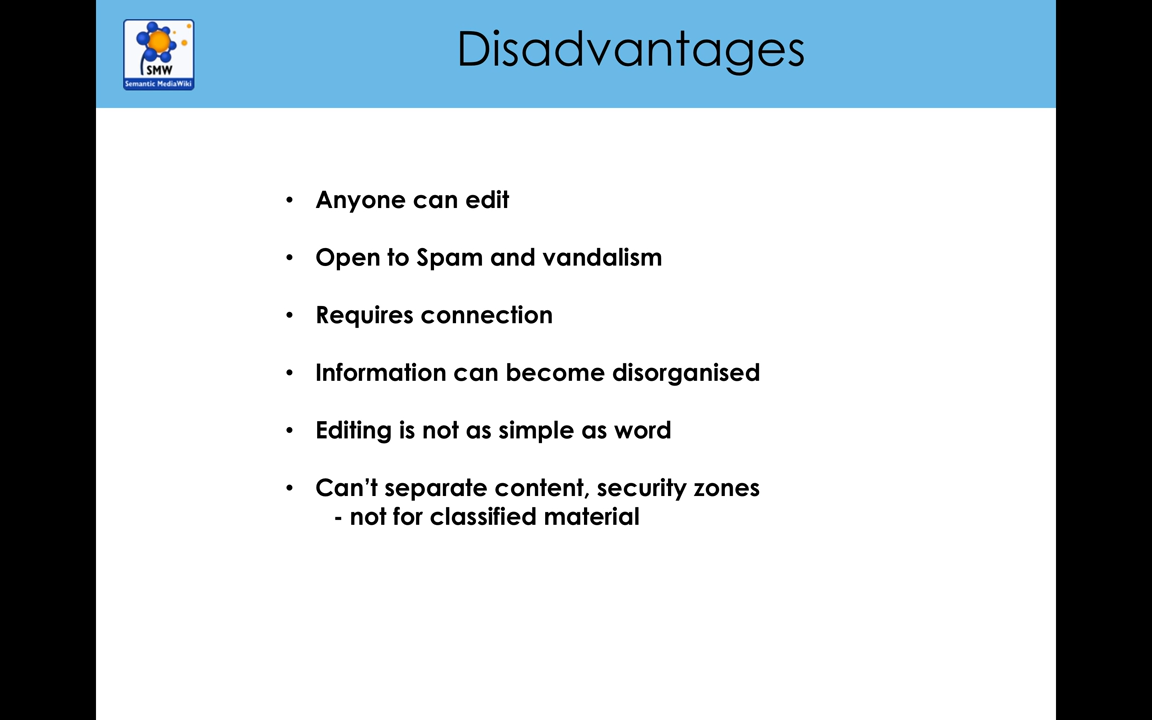 Disadvantages
SMW
Semantic MediaWiki
• Anyone can edit
• Open to Spam and vandalism
• Requires connection
• Information can become disorganised
• Editing is not as simple as word
• Can’t separate content, security zones
- not for classified material